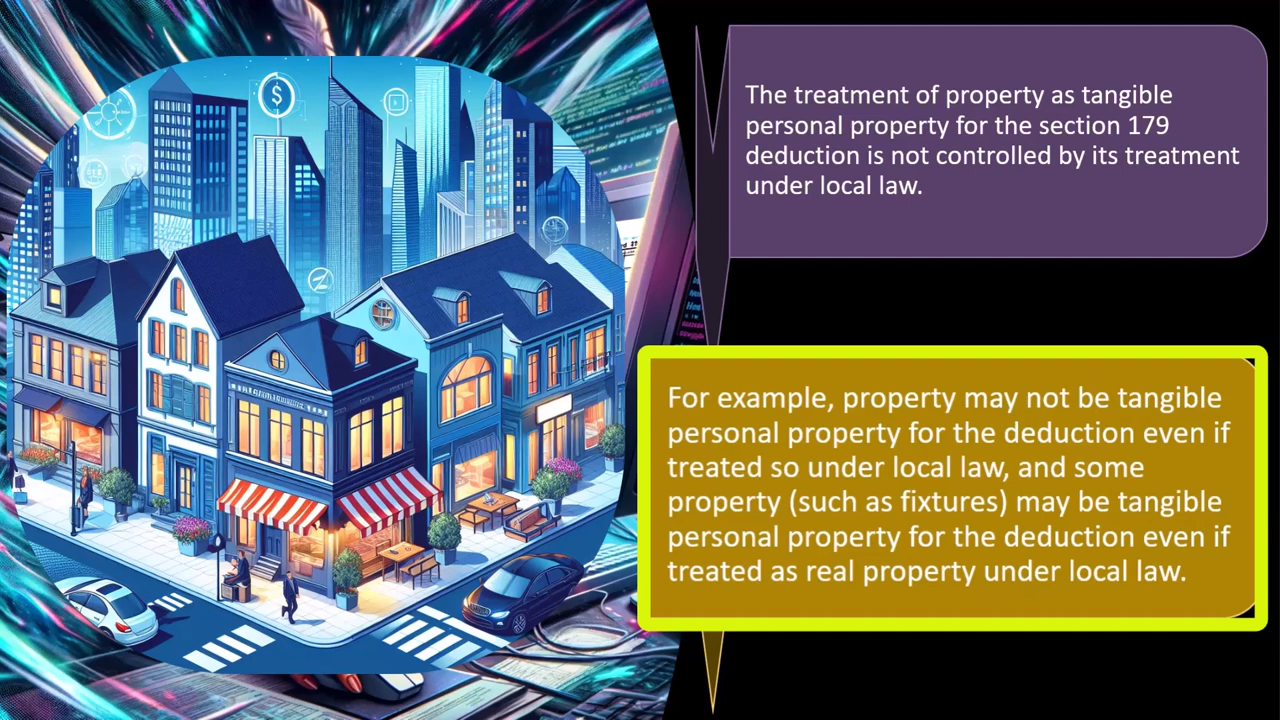 The treatment of property as tangible
personal property for the section 179
deduction is not controlled by its treatment
under local law.
For example, property may not be tangible
personal property for the deduction even if
treated so under local law, and some
property (such as fixtures) may be tangible
personal property for the deduction even if
treated as real property under local law.
$